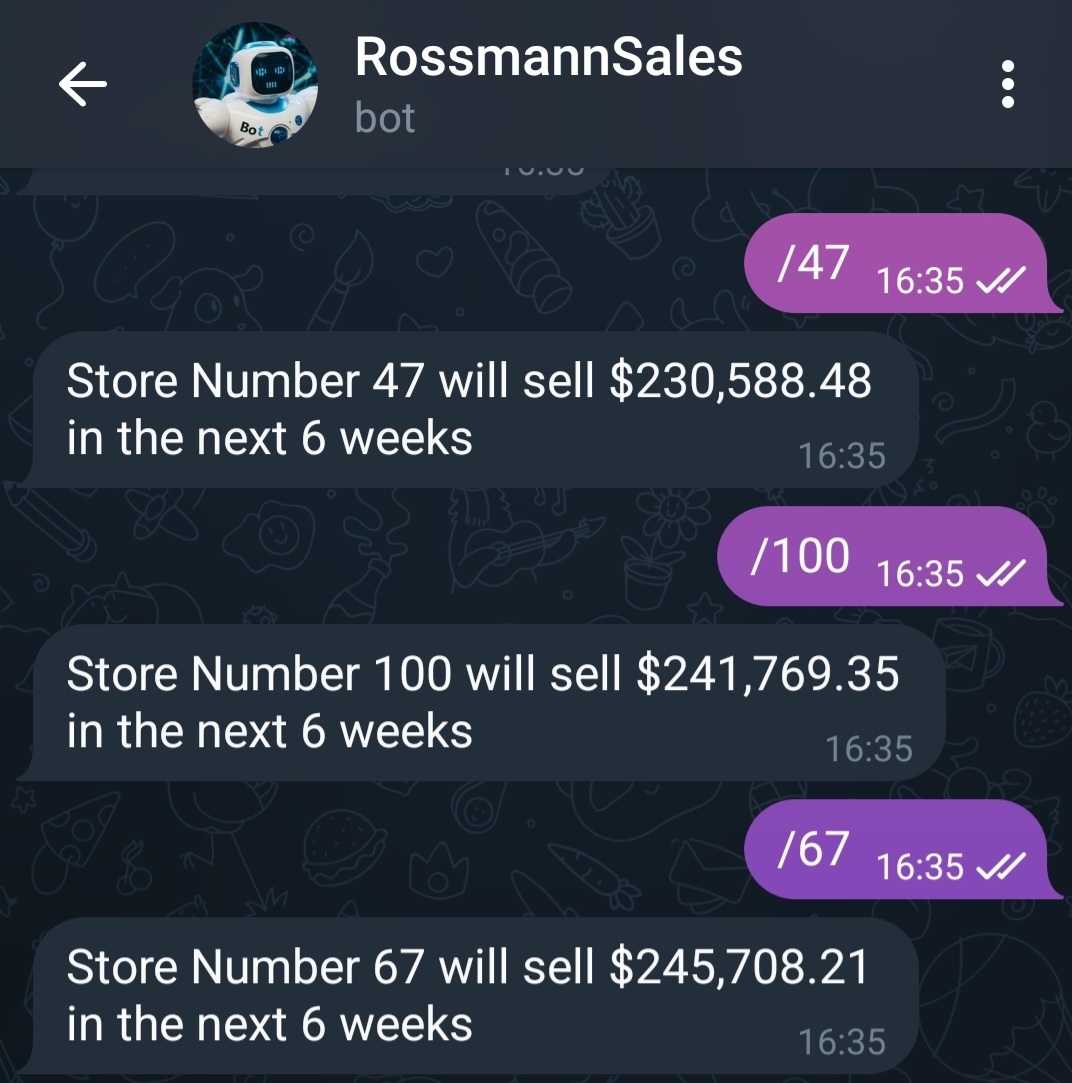 RossmannSales
bot
Bot
/47 16:35
Store Number 47 will sell $230,588.48
in the next 6 weeks
16:35
/100 16:35
Store Number 100 will sell $241,769.35
in the next 6 weeks
16:35
/67 16:35
Store Number 67 will sell $245,708.21
in the next 6 weeks
16:35